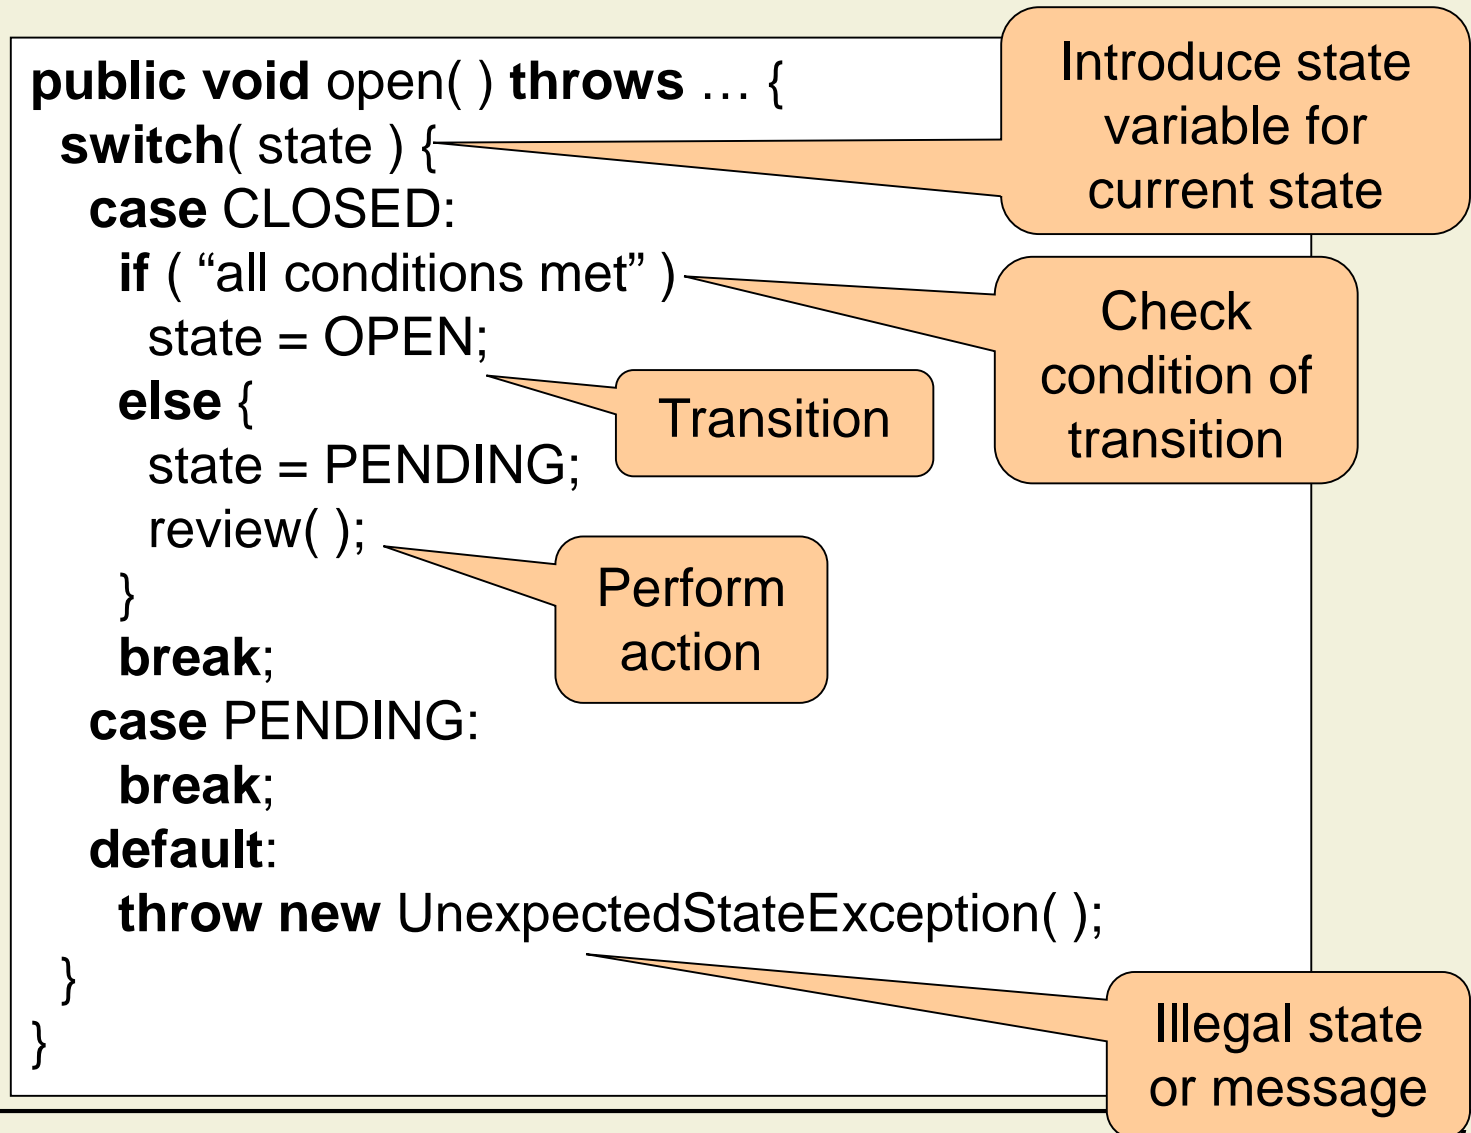 public void open( ) throws … {
switch( state ) {
case CLOSED:
if ( “all conditions met” )
state = OPEN;
else {
state = PENDING;
review( );
}
break;
case PENDING:
break;
default:
throw new UnexpectedStateException( );
}
}
Introduce state
variable for
current state
Check
condition of
transition
Transition
Perform
action
Illegal state
or message